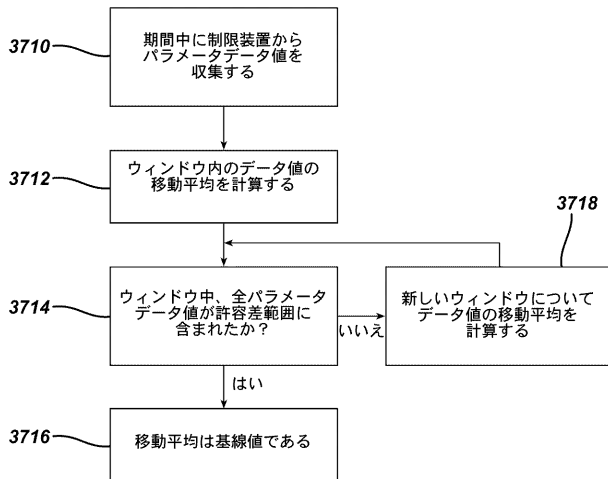 3710
期間中に制限装置から
パラメータデータ値を
収集する
3712
ウィンドウ内のデータ値の
移動平均を計算する
3718
3714
ウィンドウ中、全パラメータ
データ値が許容差範囲に
含まれたか？
いいえ
新しいウィンドウについて
データ値の移動平均を
計算する
はい
3716
移動平均は基線値である